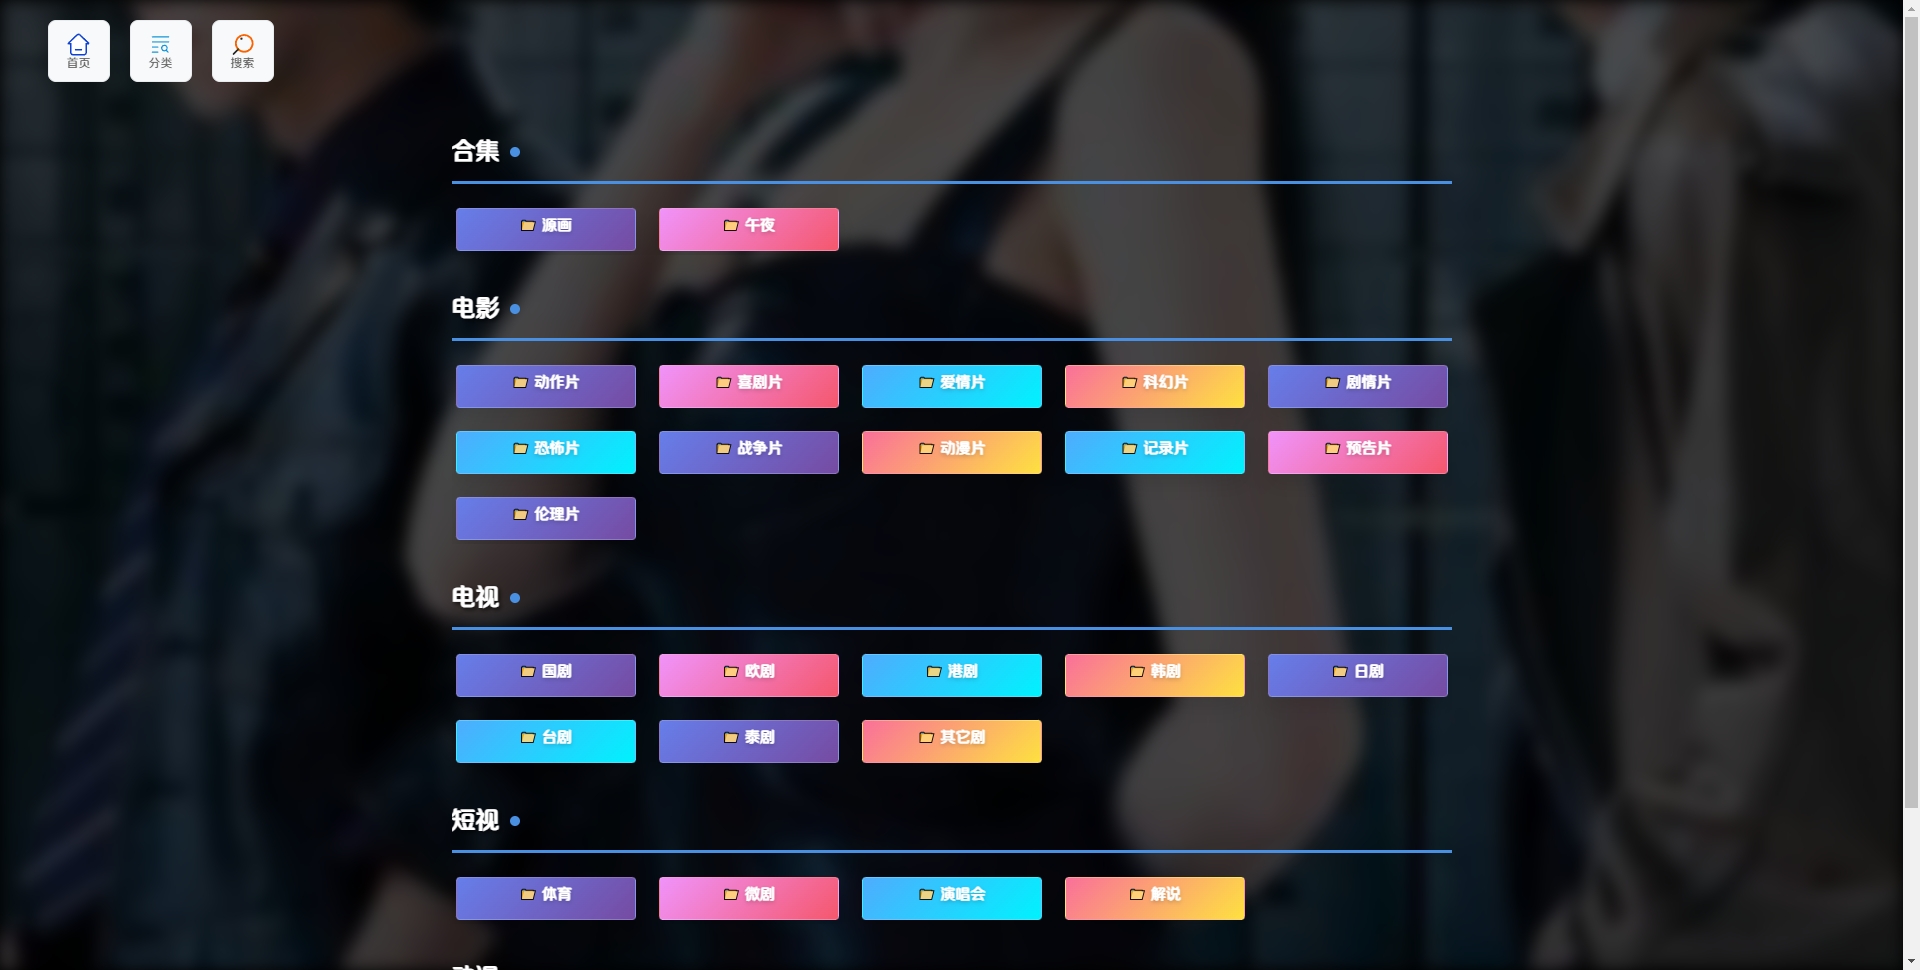 首页
分类
搜索
合集
源画
午夜
电影
动作片
喜剧片
爱情片
科幻片
剧情片
恐怖片
战争片
动漫片
记录片
预告片
伦理片
电视
国剧
欧剧
港剧
韩剧
日剧
台剧
泰剧
其它剧
短视
体育
微剧
演唱会
解说